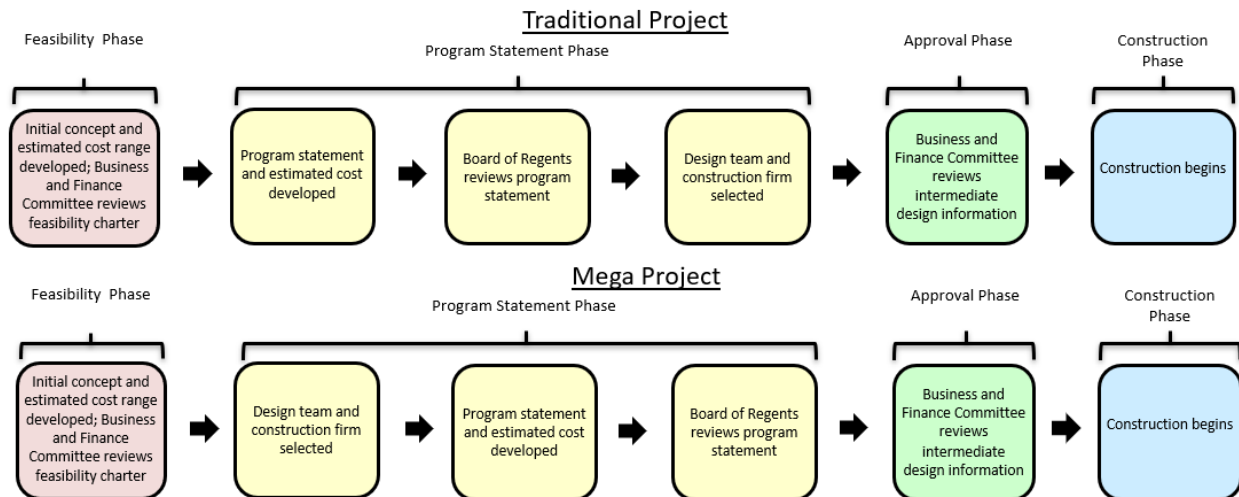 Traditional Project
Feasibility Phase
Program Statement Phase
Approval Phase
Construction
Phase
Initial concept and
estimated cost range
developed; Business
and Finance
Committee reviews
feasibility charter
Program statement
and estimated cost
developed
Board of Regents
reviews program
statement
Design team and
construction firm
selected
Business and
Finance Committee
reviews
intermediate
design information
Construction begins
Mega Project
Feasibility Phase
Program Statement Phase
Approval Phase
Construction
Phase
Initial concept and
estimated cost range
developed; Business
and Finance
Committee reviews
feasibility charter
Design team and
construction firm
selected
Program statement
and estimated cost
developed
Board of Regents
reviews program
statement
Business and
Finance Committee
reviews
intermediate
design information
Construction begins